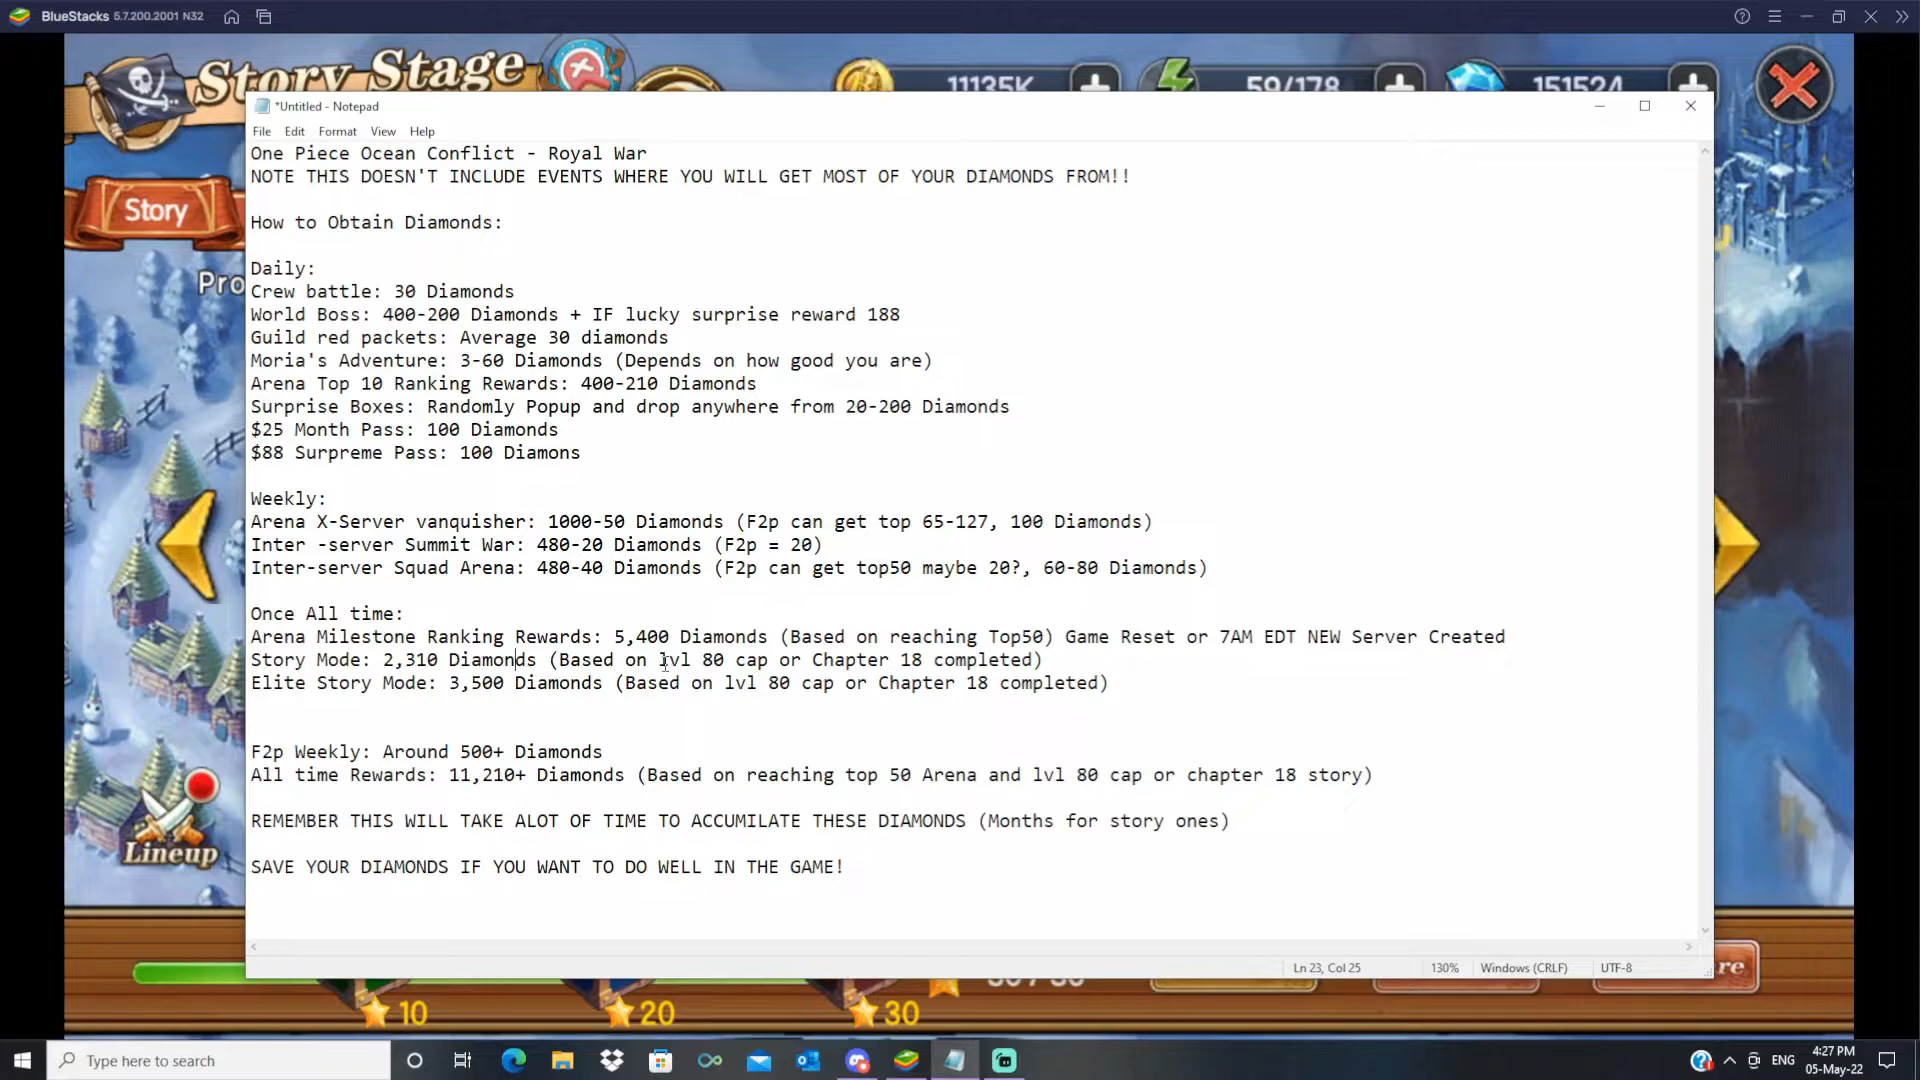 BlueStacks 5.7.200.2001 N32
Story Stage
11135K
59/178
151524
*Untitled - Notepad
File Edit Format View Help
One Piece Ocean Conflict - Royal War
NOTE THIS DOESN'T INCLUDE EVENTS WHERE YOU WILL GET MOST OF YOUR DIAMONDS FROM!!
Story
How to Obtain Diamonds:
Daily:
Crew battle: 30 Diamonds
World Boss: 400-200 Diamonds + IF lucky surprise reward 188
Guild red packets: Average 30 diamonds
Moria's Adventure: 3-60 Diamonds (Depends on how good you are)
Arena Top 10 Ranking Rewards: 400-210 Diamonds
Surprise Boxes: Randomly Popup and drop anywhere from 20-200 Diamonds
$25 Month Pass: 100 Diamonds
$88 Surpreme Pass: 100 Diamons
Weekly:
Arena X-Server vanquisher: 1000-50 Diamonds (F2p can get top 65-127, 100 Diamonds)
Inter -server Summit War: 480-20 Diamonds (F2p = 20)
Inter-server Squad Arena: 480-40 Diamonds (F2p can get top50 maybe 20?, 60-80 Diamonds)
Once All time:
Arena Milestone Ranking Rewards: 5,400 Diamonds (Based on reaching Top50) Game Reset or 7AM EDT NEW Server Created
Story Mode: 2,310 Diamonds (Based on lvl 80 cap or Chapter 18 completed)
Elite Story Mode: 3,500 Diamonds (Based on lvl 80 cap or Chapter 18 completed)
F2p Weekly: Around 500+ Diamonds
All time Rewards: 11,210+ Diamonds (Based on reaching top 50 Arena and lvl 80 cap or chapter 18 story)
REMEMBER THIS WILL TAKE ALOT OF TIME TO ACCUMILATE THESE DIAMONDS (Months for story ones)
Lineup
SAVE YOUR DIAMONDS IF YOU WANT TO DO WELL IN THE GAME!
Ln 23, Col 25 130% Windows (CRLF) UTF-8
10
20
30
Type here to search
ENG
4:27 PM
05-May-22